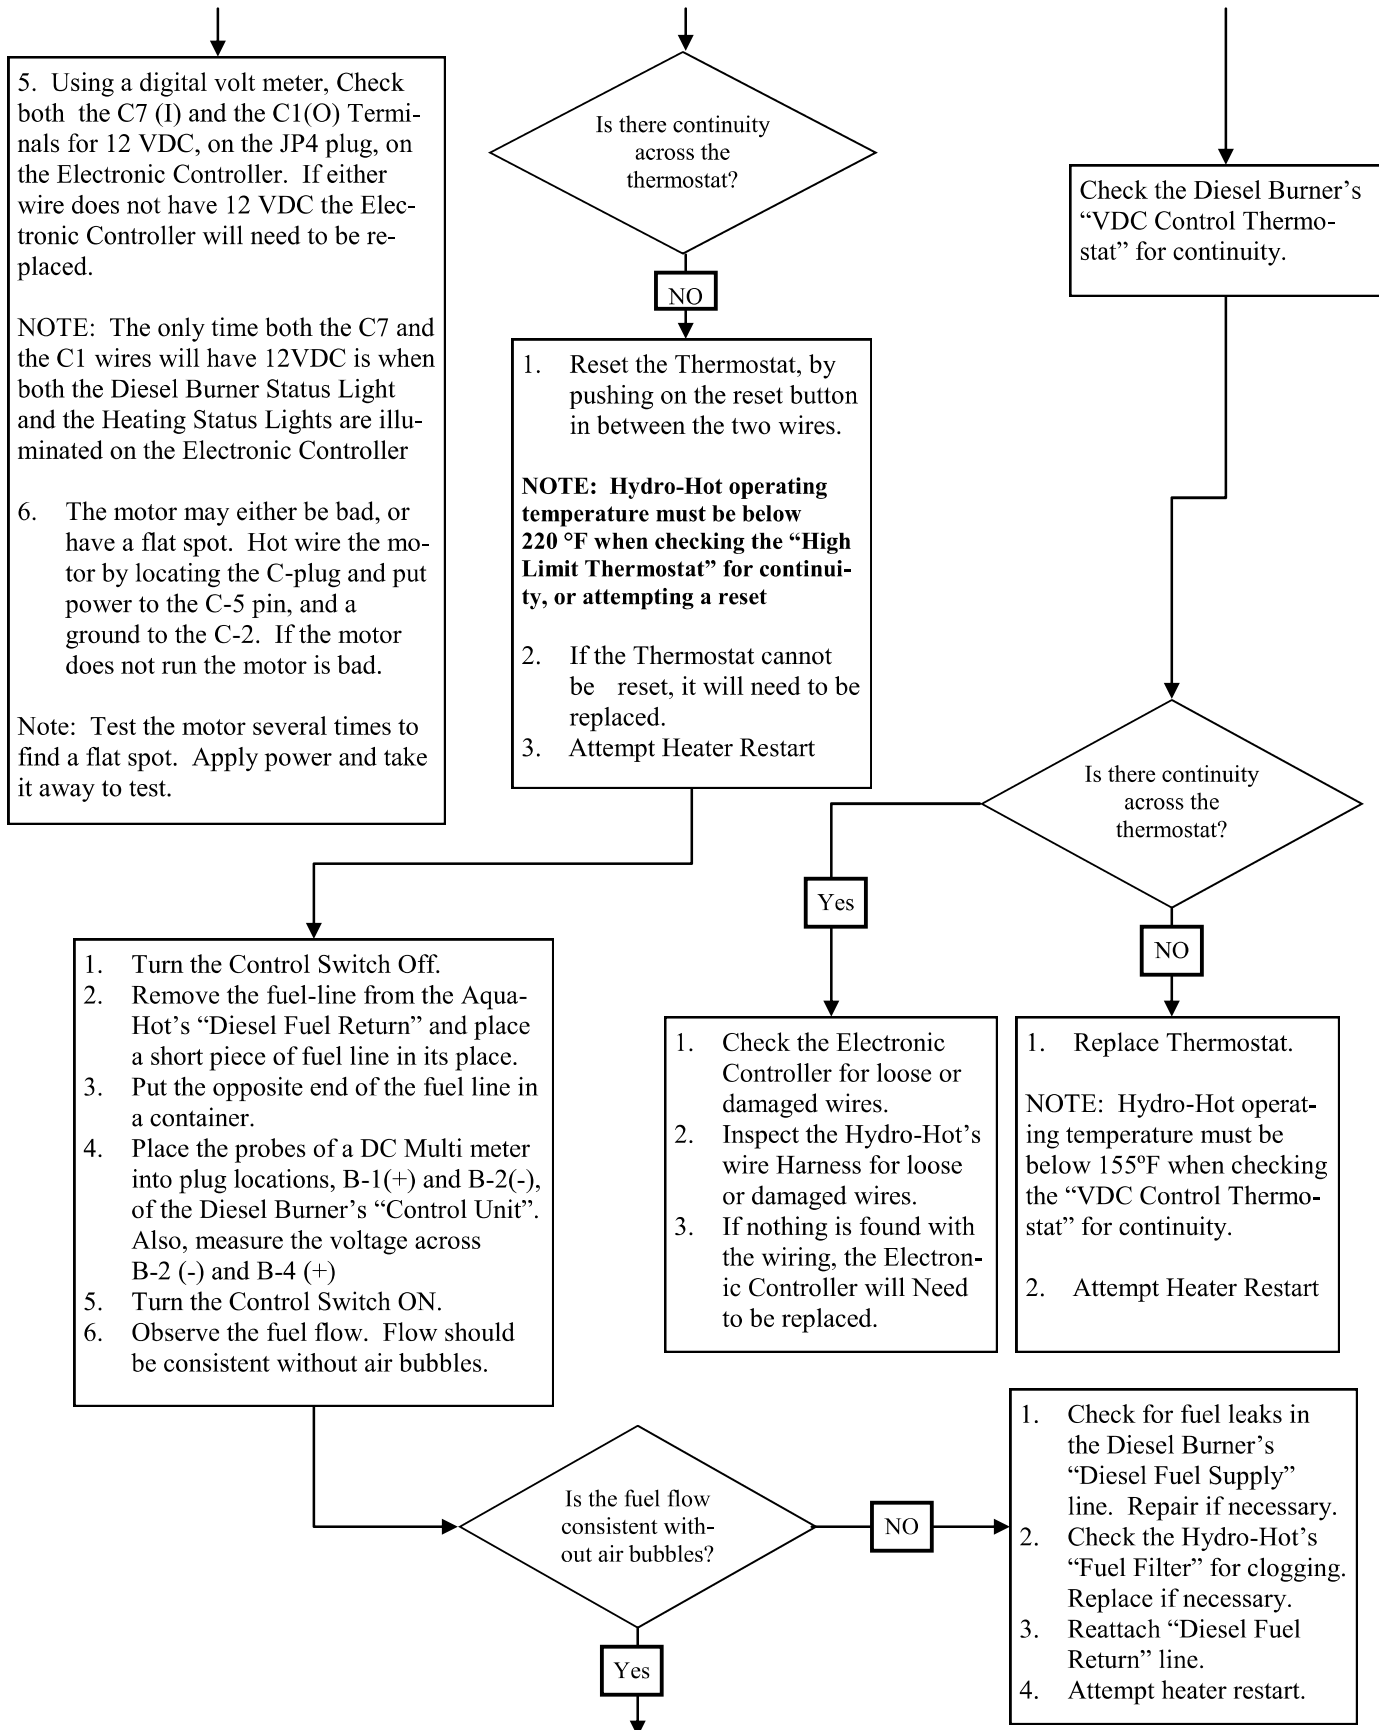 5.  Using a digital volt meter, Check
both  the C7 (I) and the C1(O) Termi-
nals for 12 VDC, on the JP4 plug, on
the Electronic Controller.  If either
wire does not have 12 VDC the Elec-
tronic Controller will need to be re-
placed.
NOTE:  The only time both the C7 and
the C1 wires will have 12VDC is when
both the Diesel Burner Status Light
and the Heating Status Lights are illu-
minated on the Electronic Controller
6.  The motor may either be bad, or
have a flat spot.  Hot wire the mo-
tor by locating the C-plug and put
power to the C-5 pin, and a
ground to the C-2.  If the motor
does not run the motor is bad.
Note:  Test the motor several times to
find a flat spot.  Apply power and take
it away to test.
Is there continuity
across the
thermostat?
NO
1.  Reset the Thermostat, by
pushing on the reset button
in between the two wires.
NOTE:  Hydro-Hot operating
temperature must be below
220 °F when checking the “High
Limit Thermostat” for continui-
ty, or attempting a reset
2.  If the Thermostat cannot
be  reset, it will need to be
replaced.
3.  Attempt Heater Restart
Check the Diesel Burner’s
“VDC Control Thermo-
stat” for continuity.
Is there continuity
across the
thermostat?
Yes
NO
1.  Turn the Control Switch Off.
2.  Remove the fuel-line from the Aqua-
Hot’s “Diesel Fuel Return” and place
a short piece of fuel line in its place.
3.  Put the opposite end of the fuel line in
a container.
4.  Place the probes of a DC Multi meter
into plug locations, B-1(+) and B-2(-),
of the Diesel Burner’s “Control Unit”.
Also, measure the voltage across
B-2 (-) and B-4 (+)
5.  Turn the Control Switch ON.
6.  Observe the fuel flow.  Flow should
be consistent without air bubbles.
1.  Check the Electronic
Controller for loose or
damaged wires.
2.  Inspect the Hydro-Hot’s
wire Harness for loose
or damaged wires.
3.  If nothing is found with
the wiring, the Electron-
ic Controller will Need
to be replaced.
1.  Replace Thermostat.
NOTE:  Hydro-Hot operat-
ing temperature must be
below 155ºF when checking
the “VDC Control Thermo-
stat” for continuity.
2.  Attempt Heater Restart
Is the fuel flow
consistent with-
out air bubbles?
NO
Yes
1.  Check for fuel leaks in
the Diesel Burner’s
“Diesel Fuel Supply”
line.  Repair if necessary.
2.  Check the Hydro-Hot’s
“Fuel Filter” for clogging.
Replace if necessary.
3.  Reattach “Diesel Fuel
Return” line.
4.  Attempt heater restart.